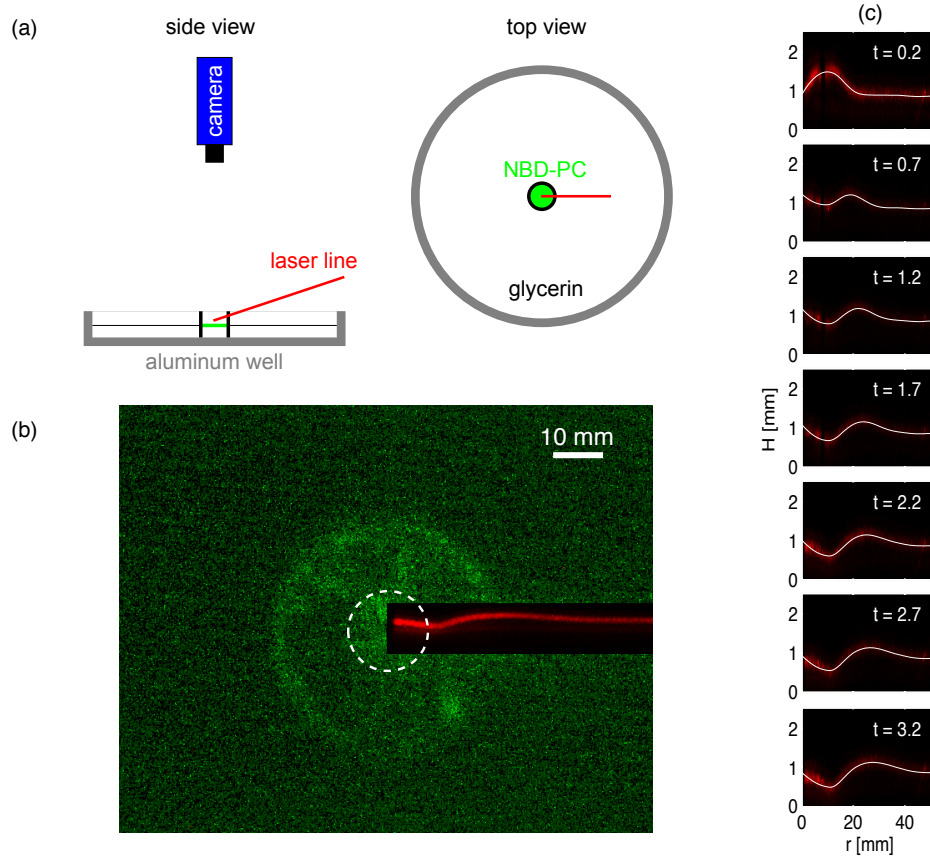 (a)
side view
top view
camera
NBD-PC
laser line
glycerin
aluminum well
(b)
10 mm
(c)
2
1
0
t = 0.2
2
1
0
t = 0.7
2
1
0
t = 1.2
2
1
0
t = 1.7
2
1
0
t = 2.2
2
1
0
t = 2.7
2
1
0
t = 3.2
H [mm]
0 20 40
r [mm]